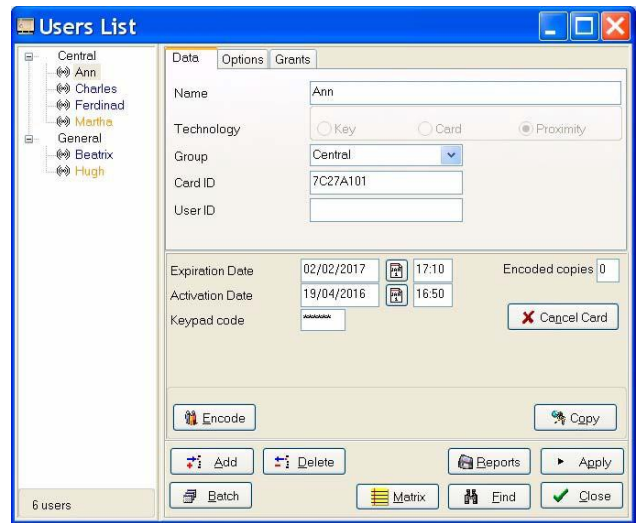 Users List
Central
Ann
Charles
Ferdinad
Martha
General
Beatrix
Hugh
6 users
Data Options Grants
Name Ann
Technology Key Card Proximity
Group Central
Card ID 7C27A101
User ID
Expiration Date 02/02/2017 17:10 Encoded copies 0
Activation Date 19/04/2016 16:50
Keypad code ******
Cancel Card
Encode Copy
Add Delete Reports Apply
Batch Matrix Find Close